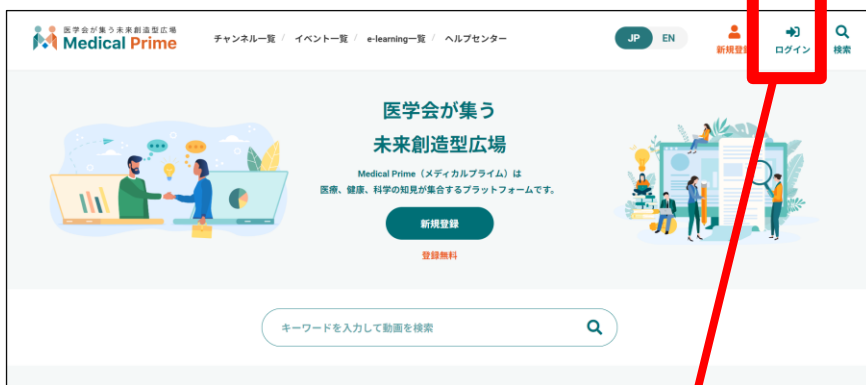 医学会が集う未来創造型広場
Medical Prime
チャンネル一覧 / イベント一覧 / e-learning一覧 / ヘルプセンター
JP EN
新規登
ログイン
検索
医学会が集う
未来創造型広場
Medical Prime（メディカルプライム）は
医療、健康、科学の知見が集合するプラットフォームです。
新規登録
登録無料
キーワードを入力して動画を検索